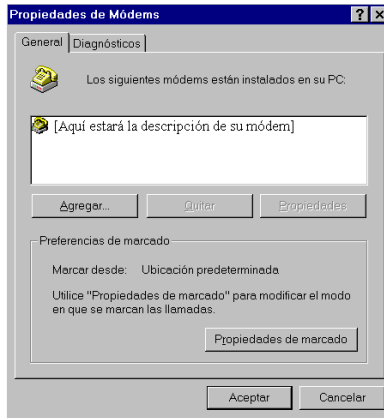 Propiedades de Módems
General Diagnósticos
Los siguientes módems están instalados en su PC:
[Aquí estará la descripción de su módem]
Agregar... Quitar Propiedades
Preferencias de marcado
Marcar desde: Ubicación predeterminada
Utilice "Propiedades de marcado" para modificar el modo
en que se marcan las llamadas.
Propiedades de marcado
Aceptar Cancelar